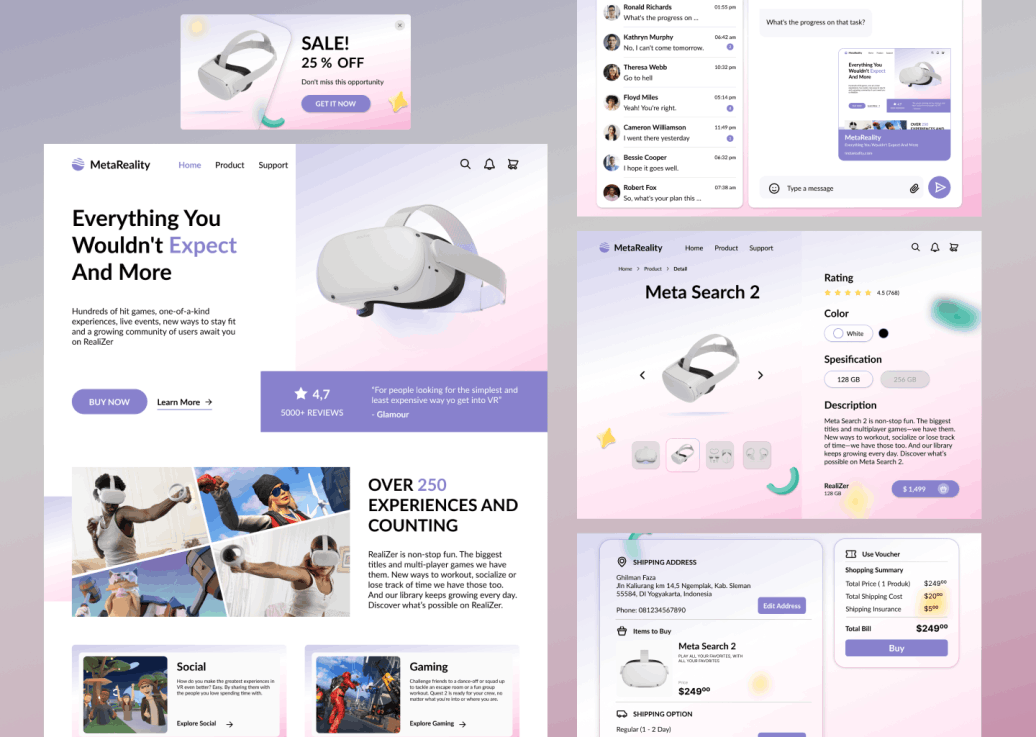 SALE!
25 % OFF
Don't miss this opportunity
GET IT NOW
MetaReality
Home Product Support
Everything You
Wouldn't Expect
And More
Hundreds of hit games, one-of-a-kind
experiences, live events, new ways to stay fit
and a growing community of users await you
on RealiZer
BUY NOW
Learn More
4,7
5000+ REVIEWS
"For people looking for the simplest and
least expensive way yo get into VR"
- Glamour
OVER 250
EXPERIENCES AND
COUNTING
RealiZer is non-stop fun. The biggest
titles and multi-player games we have
them. New ways to workout, socialize or
lose track of time we have those too.
And our library keeps growing every day.
Discover what's possible on RealiZer.
Social
How do you make the greatest experiences in
VR even better? Easy. By sharing them with
the people you love spending time with.
Explore Social
Gaming
Challenge friends to a dance-off or squad up
to tackle an escape room or a fun group
workout. Quest 2 is ready for your crew, no
matter what you're into or where you are.
Explore Gaming
Ronald Richards 01:55 pm
What's the progress on ...
Kathryn Murphy 06:42 am
No, I can't come tomorrow.
Theresa Webb 10:32 pm
Go to hell
Floyd Miles 05:14 pm
Yeah! You're right.
Cameron Williamson 11:49 pm
I went there yesterday
Bessie Cooper 06:32 pm
I hope it goes well.
Robert Fox 07:38 am
So, what's your plan this ...
What's the progress on that task?
Everything You
Wouldn't Expect
And More
OVER 250
EXPERIENCES AND
MetaReality
Everything You Wouldn't Expect And More
Type a message
MetaReality
Home Product Support
Home > Product > Detail
Meta Search 2
Rating
4.5 (768)
Color
White
Spesification
128 GB
256 GB
Description
Meta Search 2 is non-stop fun. The biggest
titles and multiplayer games—we have them.
New ways to workout, socialize or lose track
of time—we have those too. And our library
keeps growing every day. Discover what's
possible on Meta Search 2.
RealiZer
128 GB
$ 1,499
SHIPPING ADDRESS
Ghilman Faza
Jln Kaliurang km 14,5 Ngemplak, Kab. Sleman
55584, DI Yogyakarta, Indonesia
Phone: 081234567890
Edit Address
Items to Buy
Meta Search 2
PLAY ALL YOUR FAVORITES, WITH
ALL YOUR FAVORITES
Price
$249⁰⁰
SHIPPING OPTION
Regular (1 - 2 Day)
Use Voucher
Shopping Summary
Total Price ( 1 Produk) $249⁰⁰
Total Shipping Cost $20⁰⁰
Shipping Insurance $5⁰⁰
Total Bill $249⁰⁰
Buy